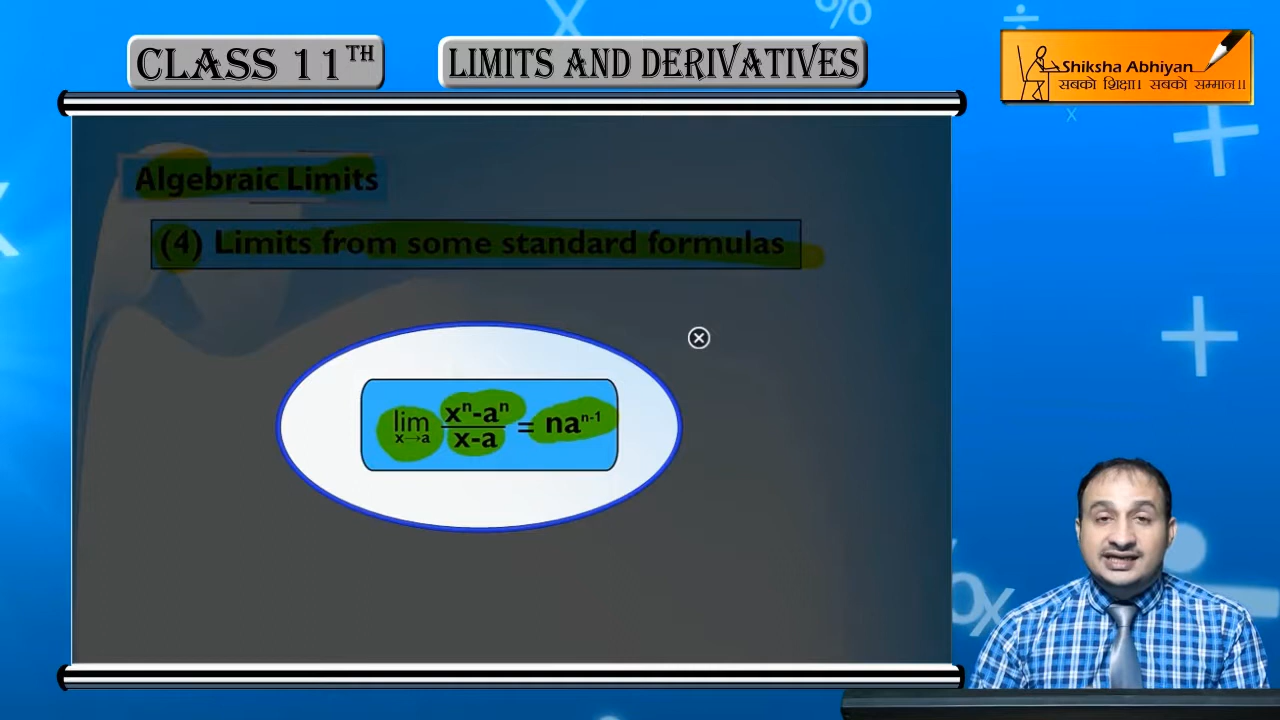 CLASS 11TH
LIMITS AND DERIVATIVES
Shiksha Abhiyan
सबको शिक्षा। सबको सम्मान।।
Algebraic Limits
(4) Limits from some standard formulas
lim x→a (xⁿ-aⁿ)/(x-a) = naⁿ⁻¹